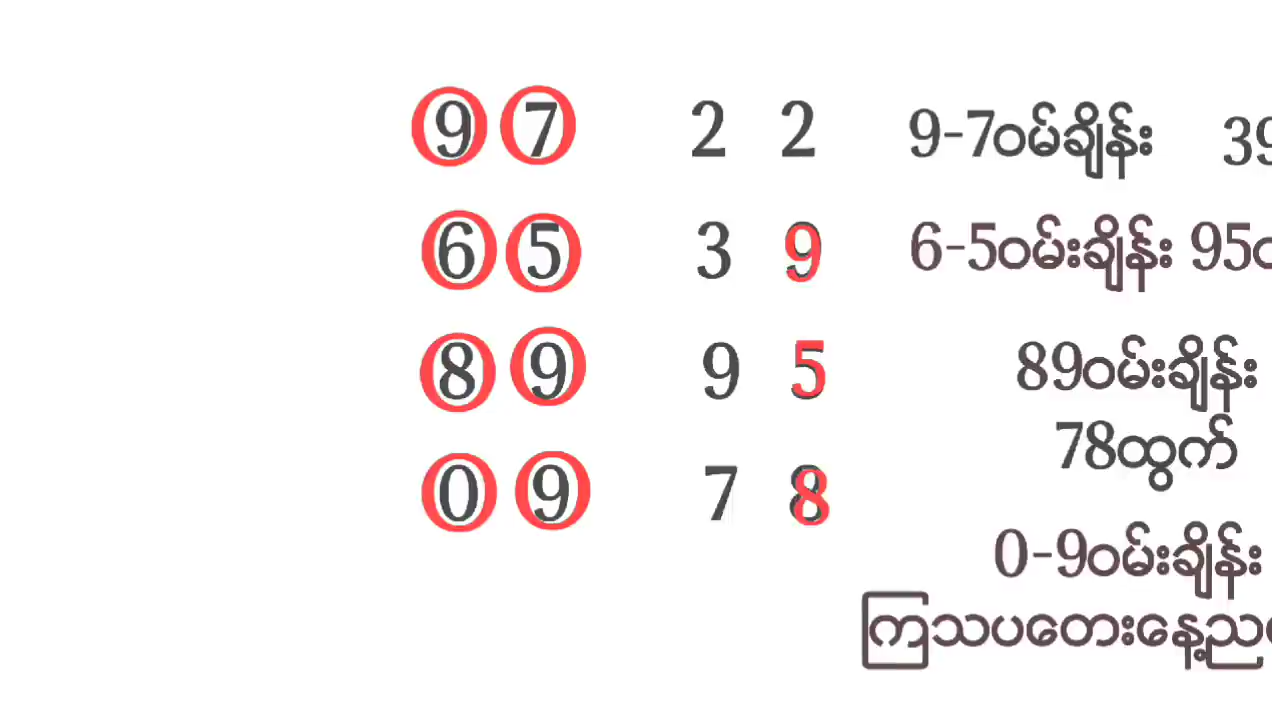 9 7 2 2 9-7ဝမ်ချိန်း 39
6 5 3 9 6-5ဝမ်းချိန်း 95
8 9 9 5 89ဝမ်းချိန်း
78ထွက်
0 9 7 8
0-9ဝမ်းချိန်း
ကြသပတေးနေ့ည